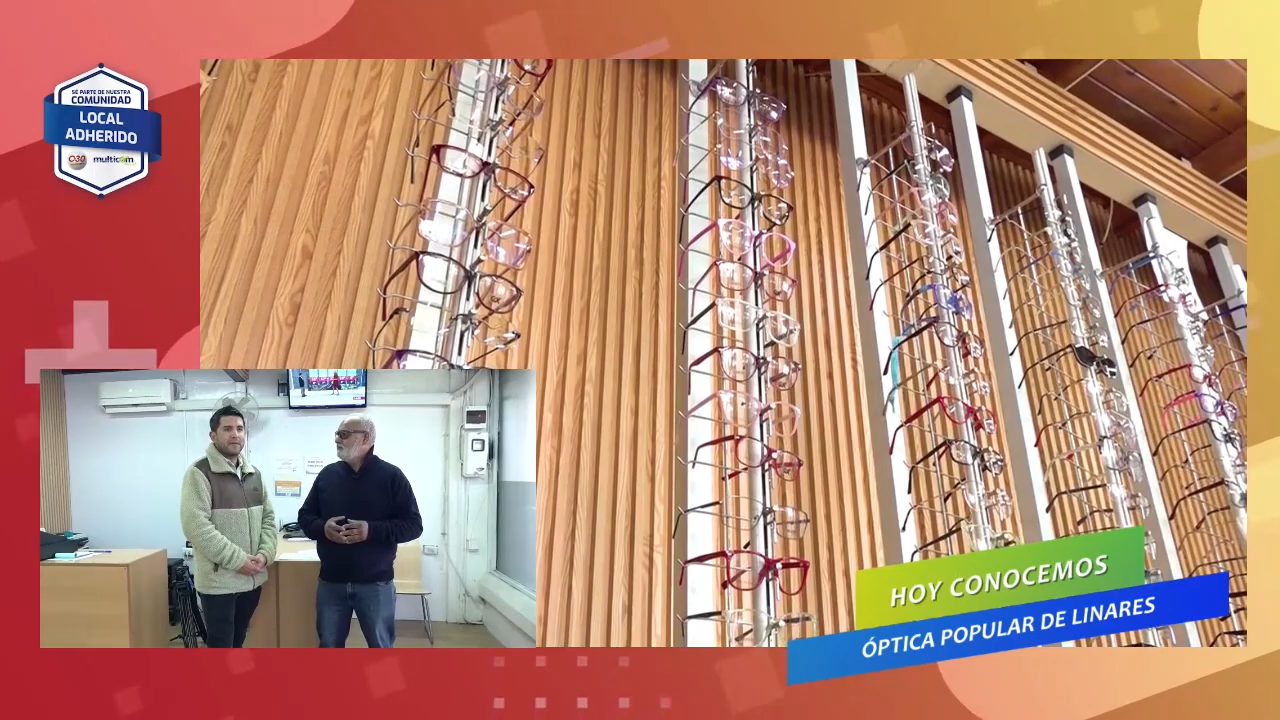 SÉ PARTE DE NUESTRA
COMUNIDAD
LOCAL
ADHERIDO
multicom
HOY CONOCEMOS
ÓPTICA POPULAR DE LINARES